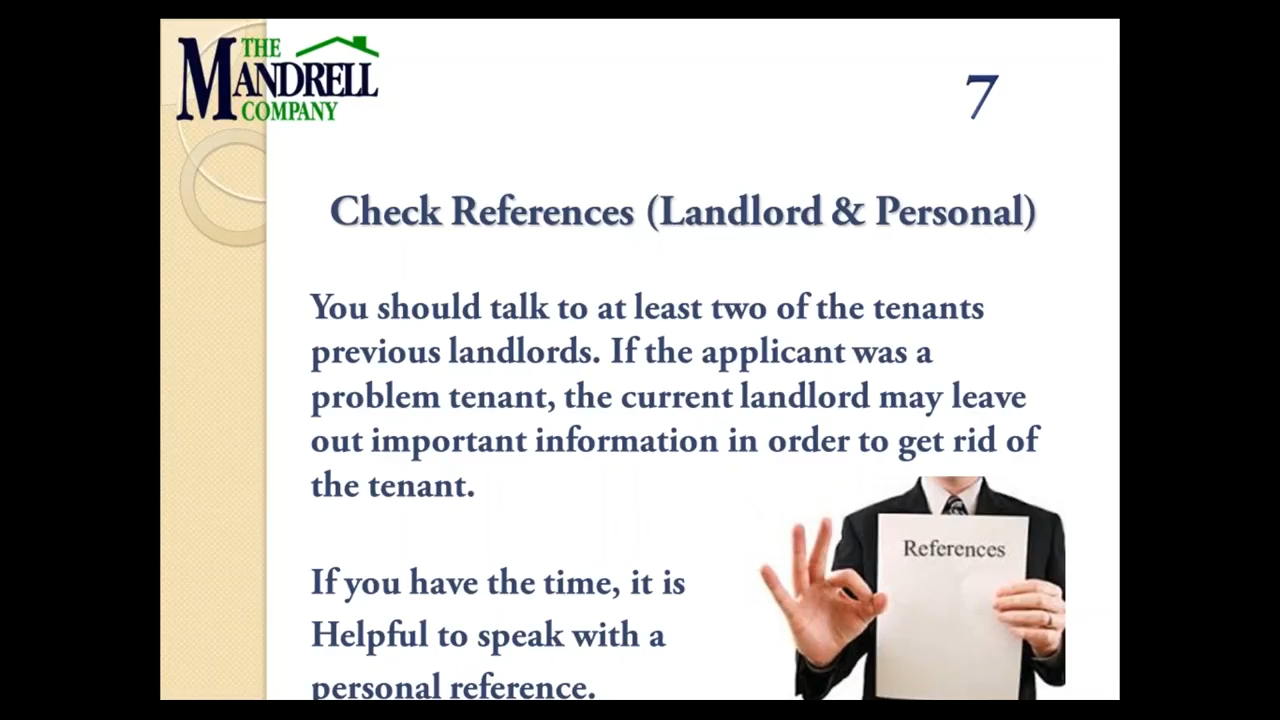 THE
MANDRELL
COMPANY
7
Check References (Landlord & Personal)
You should talk to at least two of the tenants
previous landlords. If the applicant was a
problem tenant, the current landlord may leave
out important information in order to get rid of
the tenant.
References
If you have the time, it is
Helpful to speak with a
personal reference.